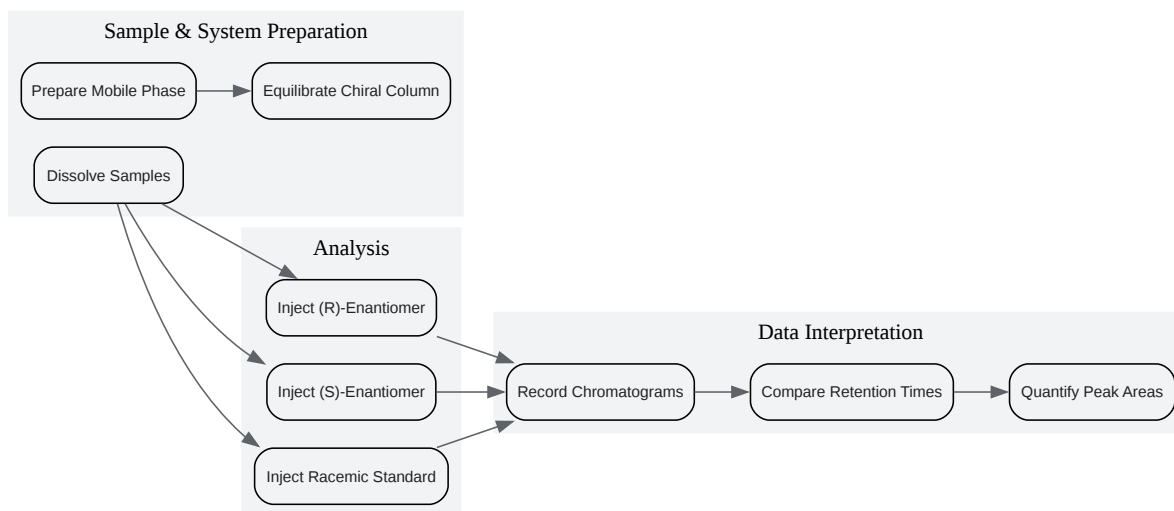 Sample & System Preparation
Prepare Mobile Phase
Equilibrate Chiral Column
Dissolve Samples
Analysis
Inject (R)-Enantiomer
Inject (S)-Enantiomer
Inject Racemic Standard
Data Interpretation
Record Chromatograms
Compare Retention Times
Quantify Peak Areas